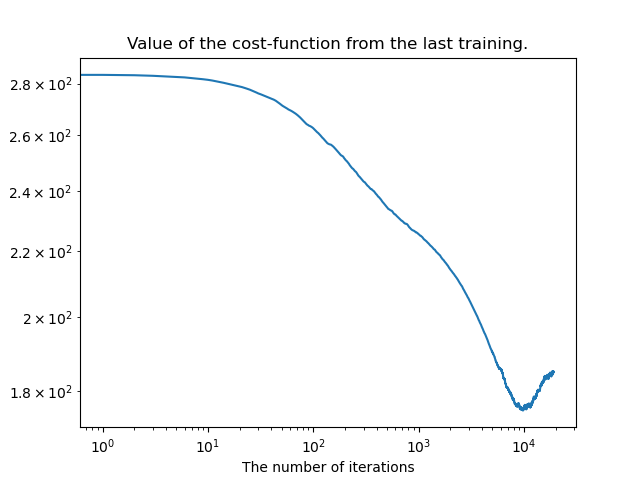 Value of the cost-function from the last training.
2.8 × 10²
2.6 × 10²
2.4 × 10²
2.2 × 10²
2 × 10²
1.8 × 10²
10⁰ 10¹ 10² 10³ 10⁴
The number of iterations